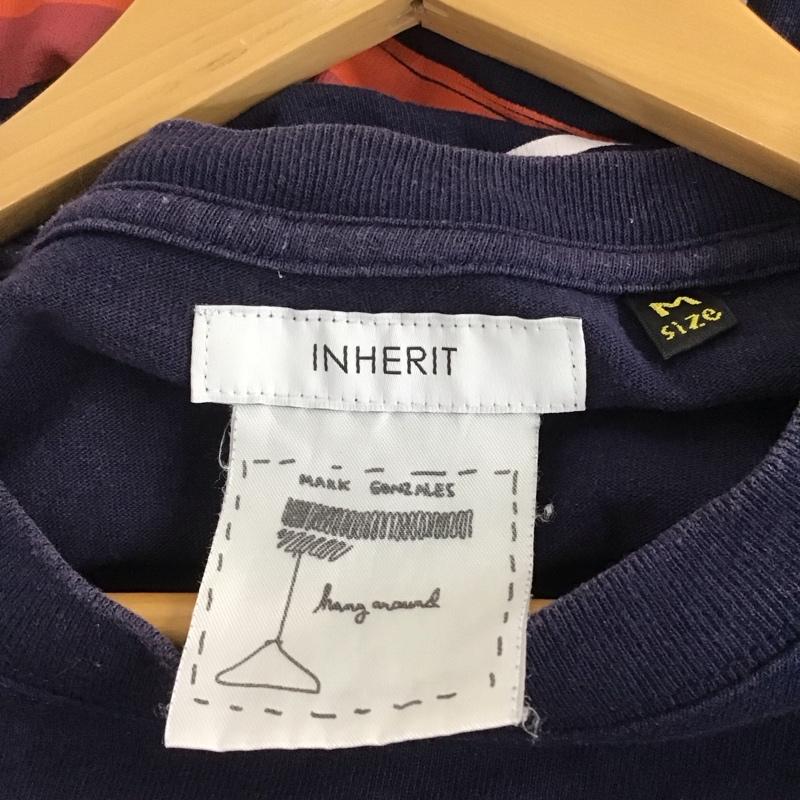 M
size
INHERIT
MARK GONZALES
hang around